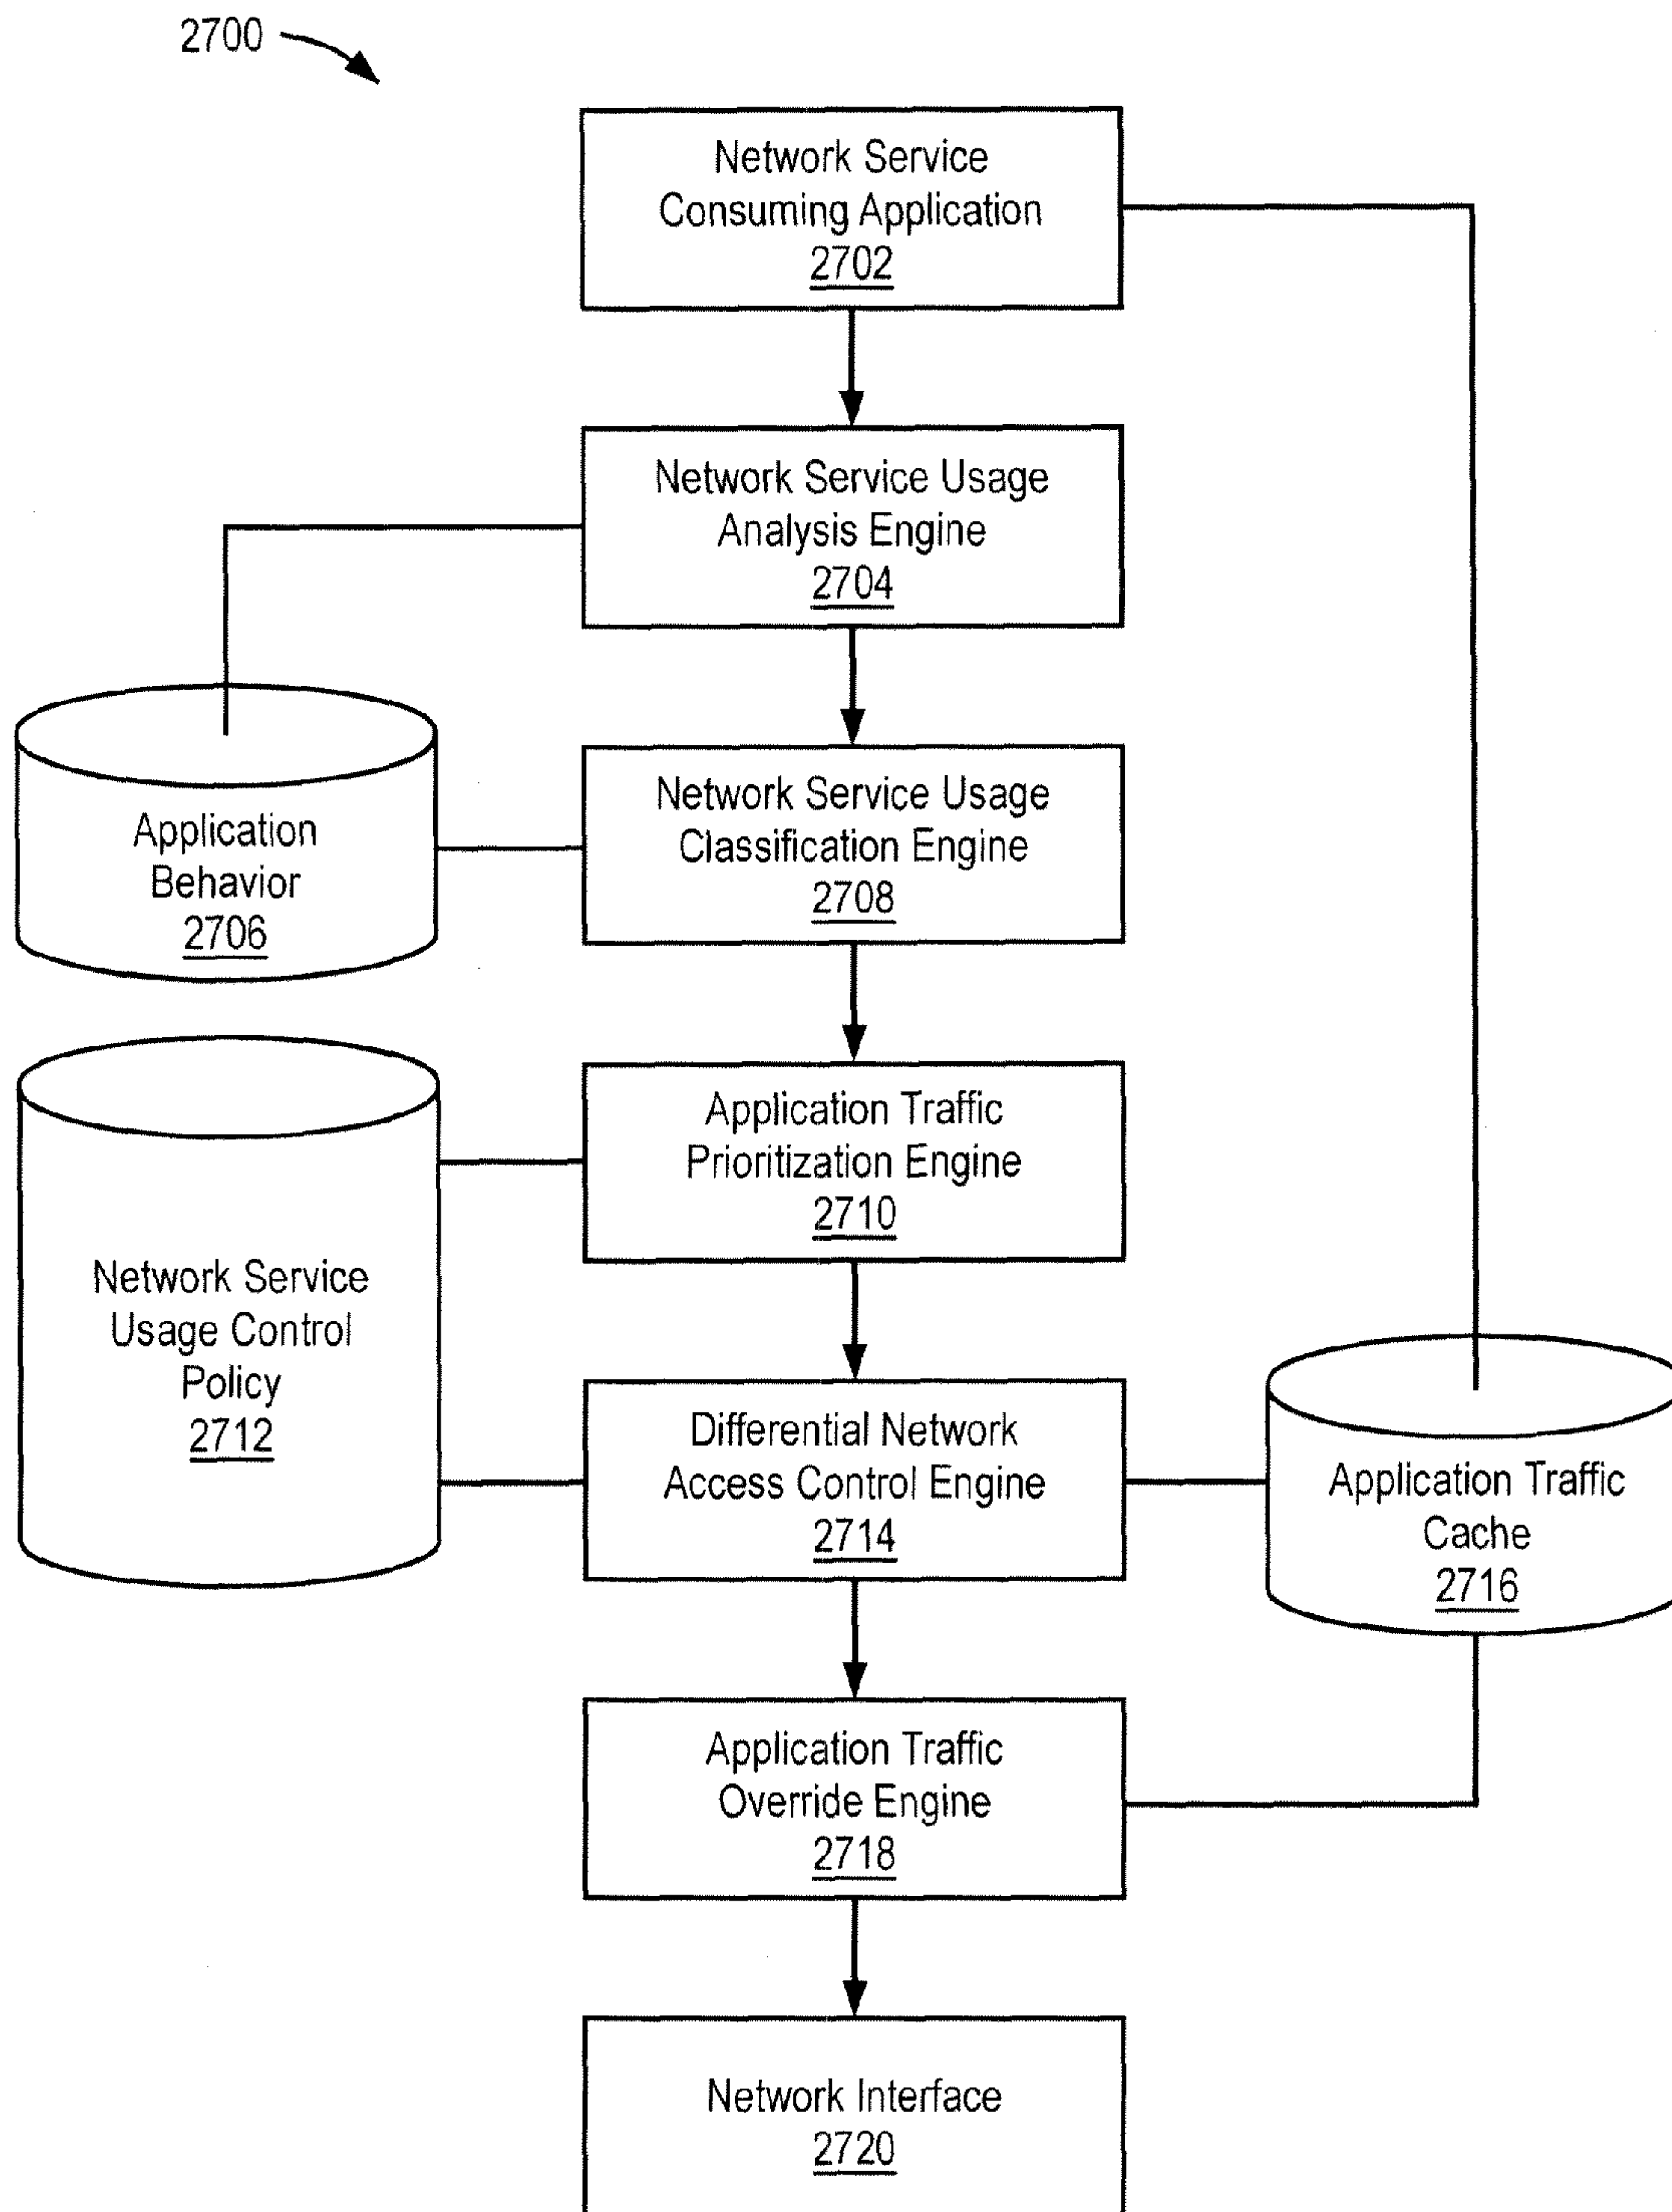 2700
Network Service
Consuming Application
2702
Network Service Usage
Analysis Engine
2704
Application
Behavior
2706
Network Service Usage
Classification Engine
2708
Application Traffic
Prioritization Engine
2710
Network Service
Usage Control
Policy
2712
Differential Network
Access Control Engine
2714
Application Traffic
Cache
2716
Application Traffic
Override Engine
2718
Network Interface
2720